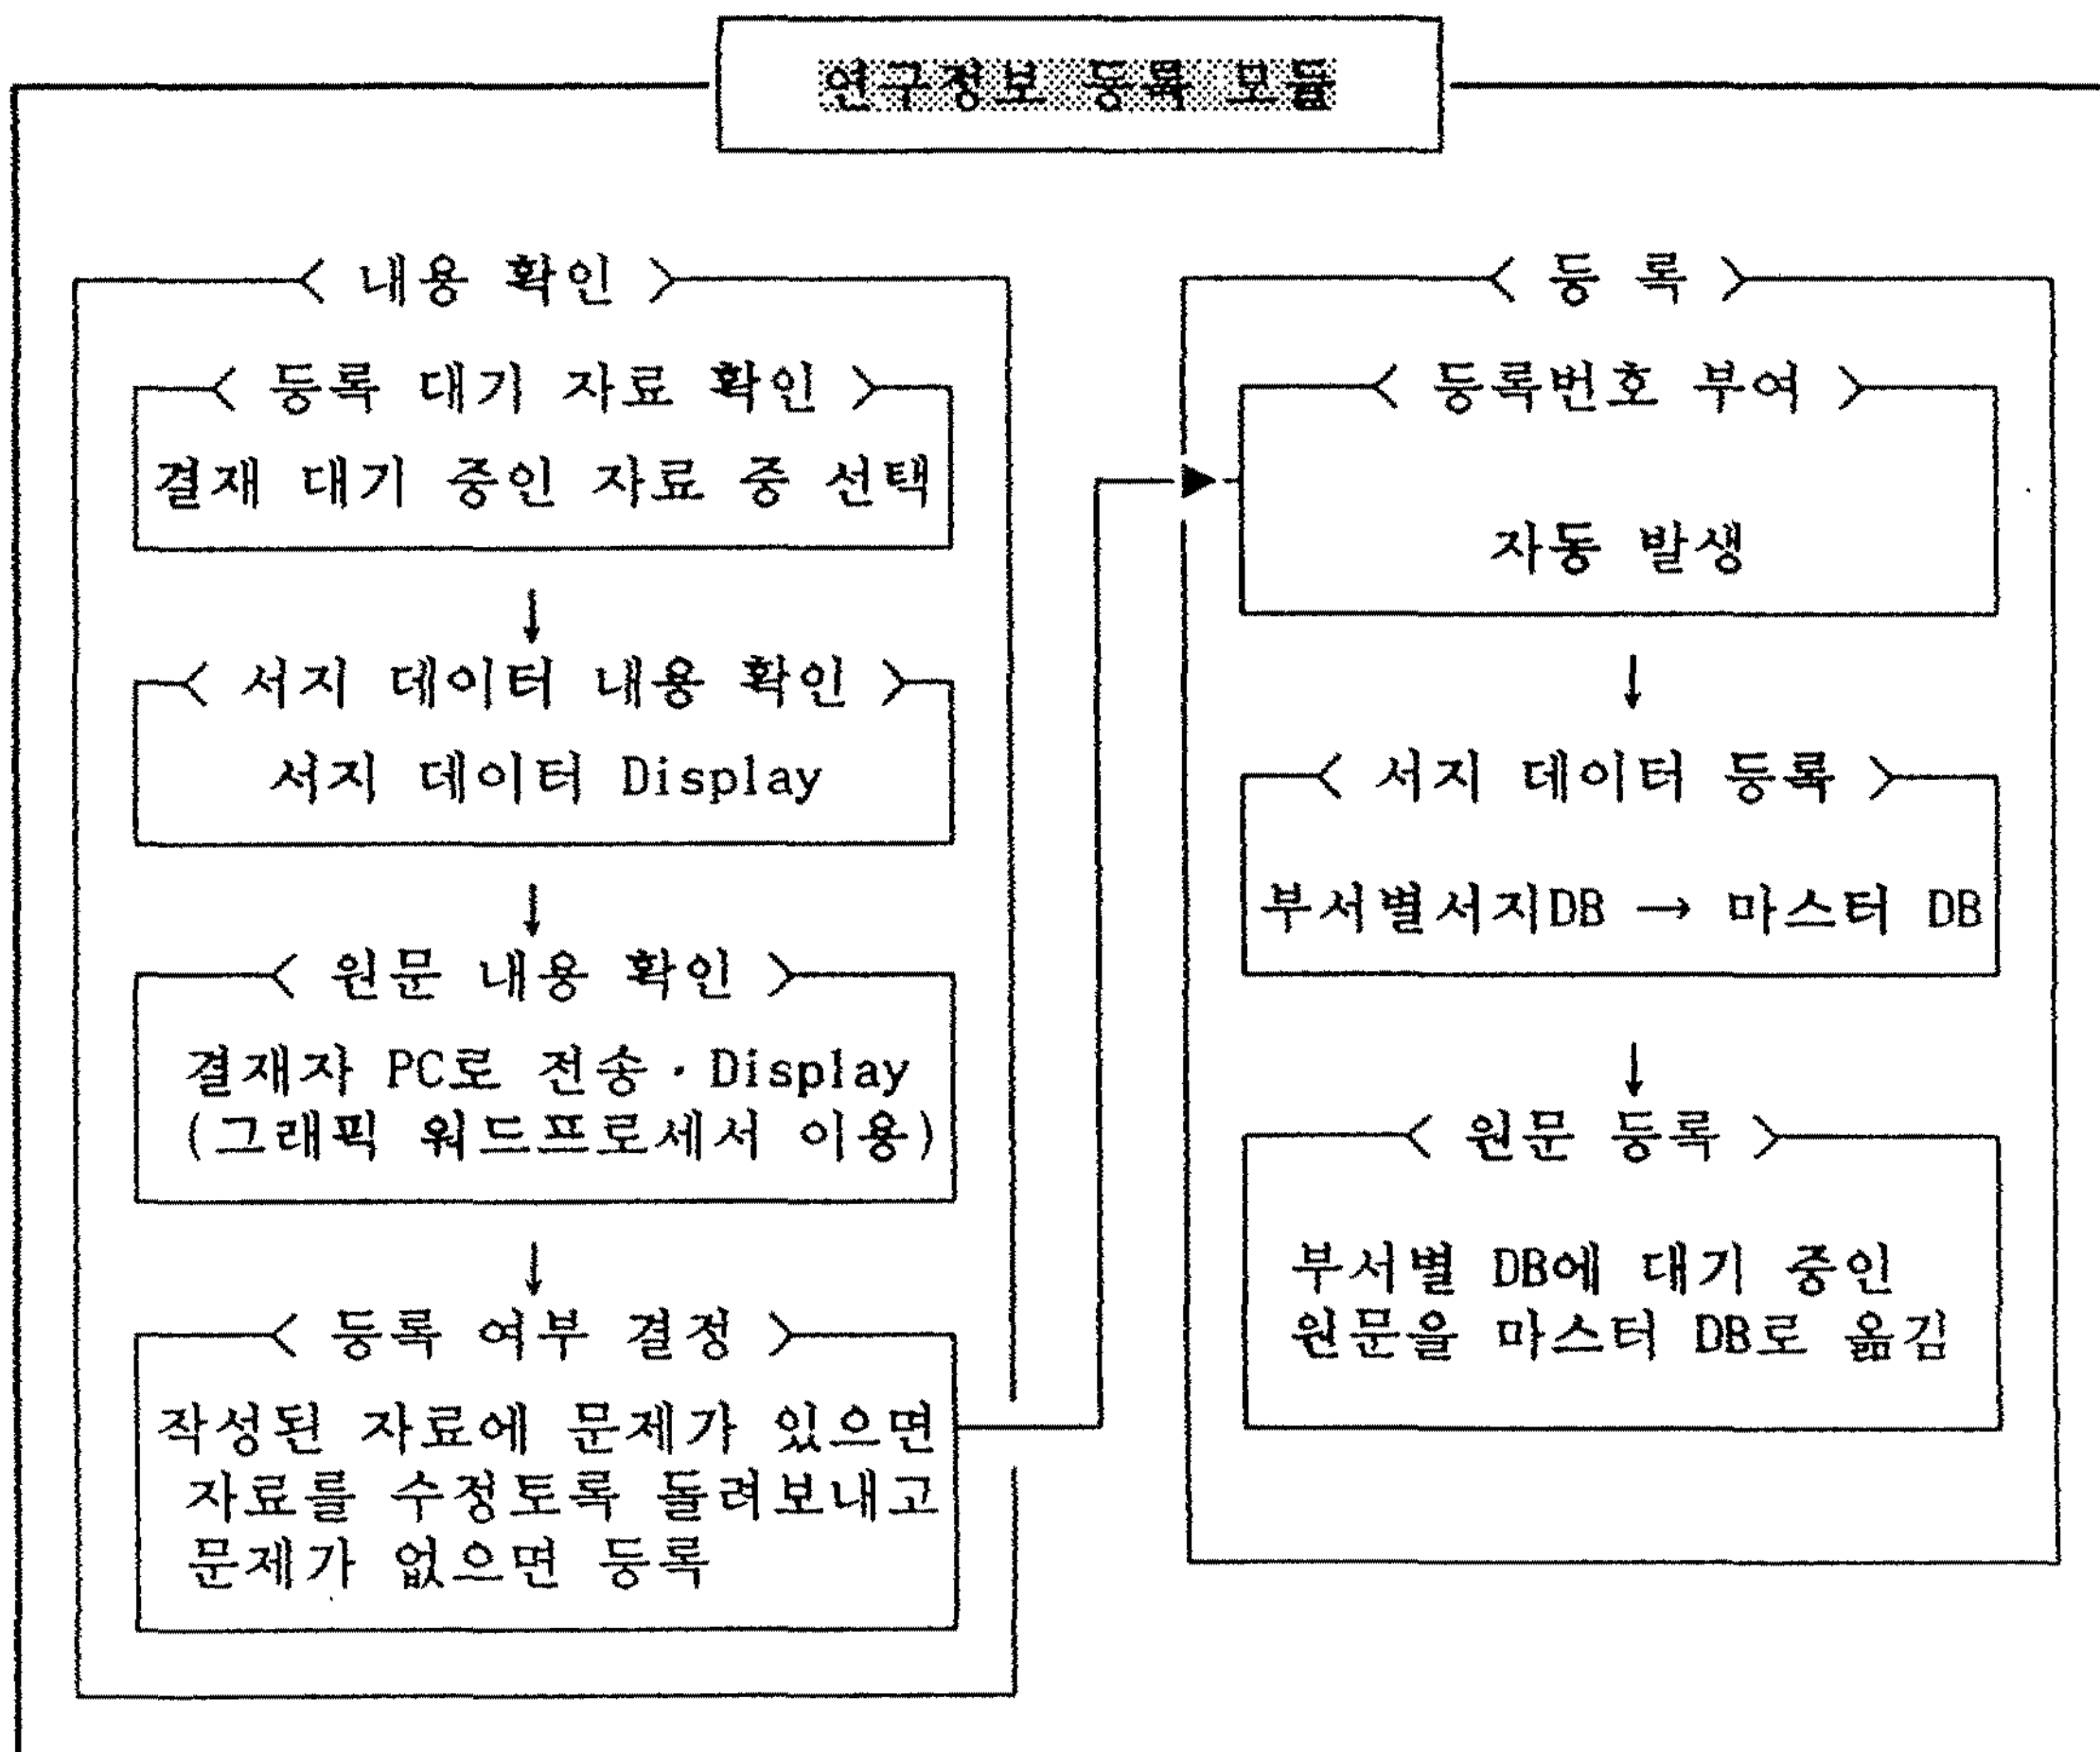 연구정보 등록 모듈
< 내용 확인 >
< 등록 대기 자료 확인 >
결재 대기 중인 자료 중 선택
↓
< 서지 데이터 내용 확인 >
서지 데이터 Display
↓
< 원문 내용 확인 >
결재자 PC로 전송·Display
(그래픽 워드프로세서 이용)
↓
< 등록 여부 결정 >
작성된 자료에 문제가 있으면
자료를 수정토록 돌려보내고
문제가 없으면 등록
< 등 록 >
< 등록번호 부여 >
자동 발생
↓
< 서지 데이터 등록 >
부서별서지DB → 마스터 DB
↓
< 원문 등록 >
부서별 DB에 대기 중인
원문을 마스터 DB로 옮김